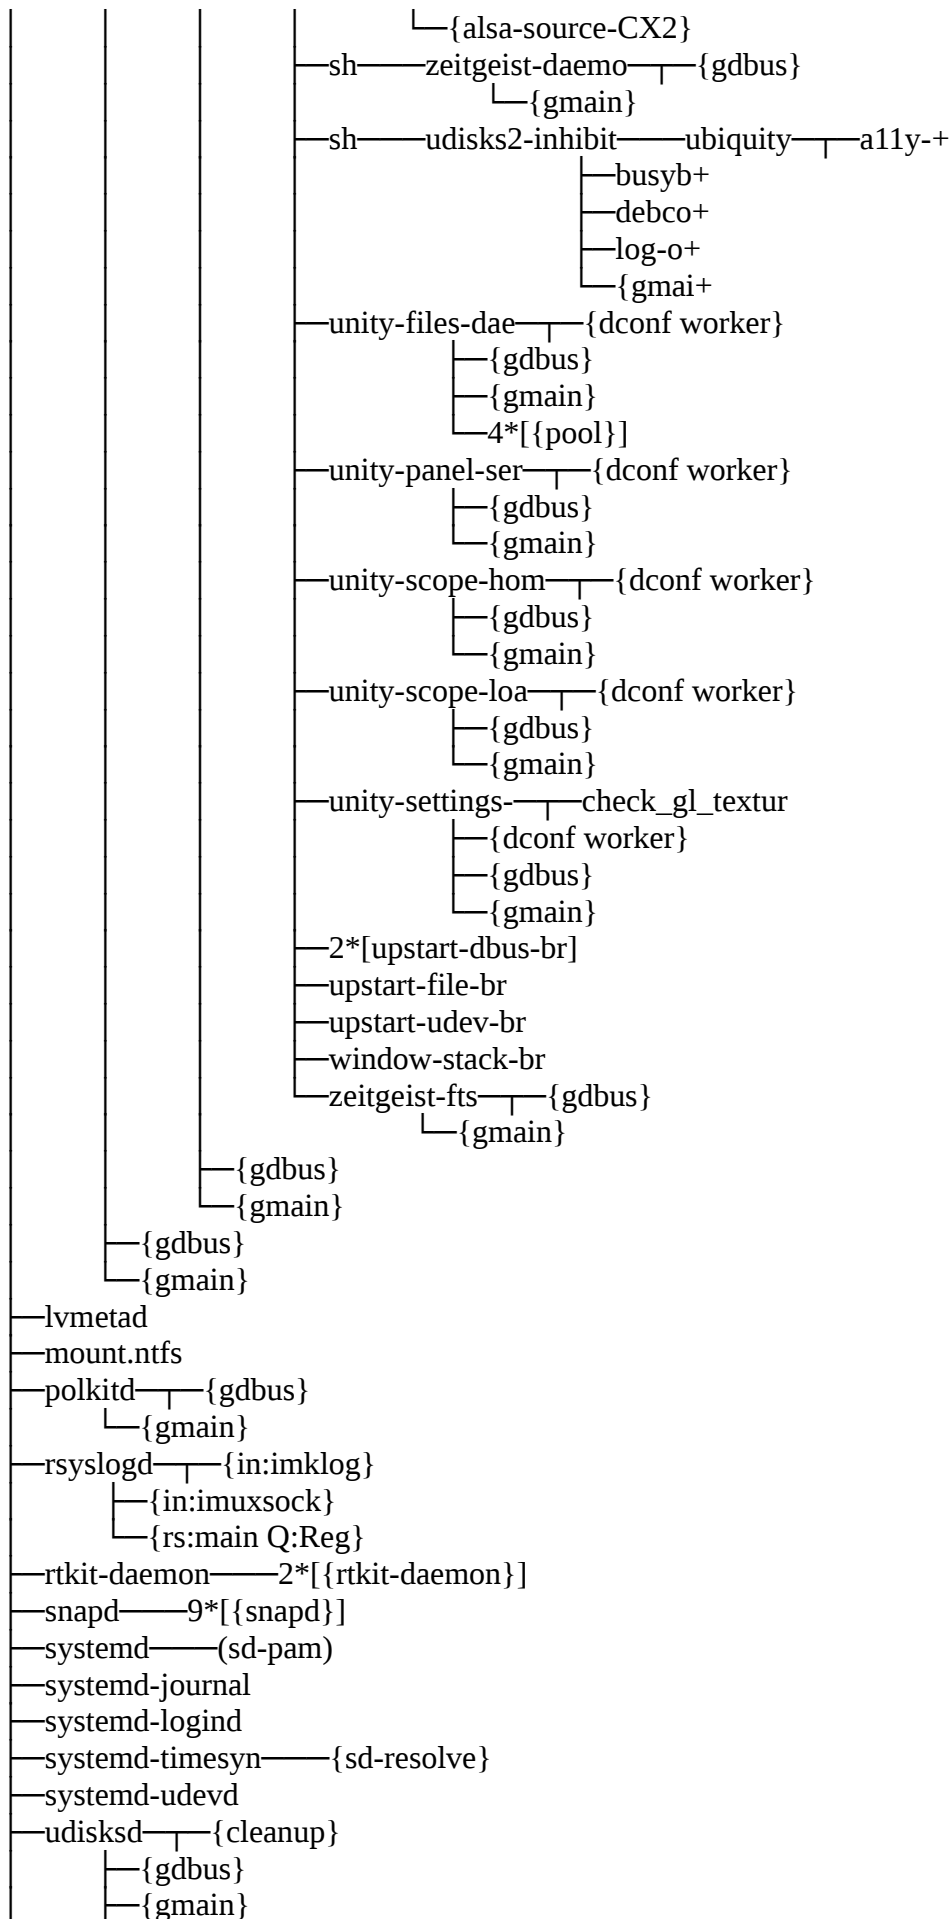 │ │ │ │ └─{alsa-source-CX2}
│ │ │ ├─sh───zeitgeist-daemo─┬─{gdbus}
│ │ │ │ └─{gmain}
│ │ │ ├─sh───udisks2-inhibit───ubiquity─┬─a11y-+
│ │ │ │ ├─busyb+
│ │ │ │ ├─debco+
│ │ │ │ ├─log-o+
│ │ │ │ └─{gmai+
│ │ │ ├─unity-files-dae─┬─{dconf worker}
│ │ │ │ ├─{gdbus}
│ │ │ │ ├─{gmain}
│ │ │ │ └─4*[{pool}]
│ │ │ ├─unity-panel-ser─┬─{dconf worker}
│ │ │ │ ├─{gdbus}
│ │ │ │ └─{gmain}
│ │ │ ├─unity-scope-hom─┬─{dconf worker}
│ │ │ │ ├─{gdbus}
│ │ │ │ └─{gmain}
│ │ │ ├─unity-scope-loa─┬─{dconf worker}
│ │ │ │ ├─{gdbus}
│ │ │ │ └─{gmain}
│ │ │ ├─unity-settings-─┬─check_gl_textur
│ │ │ │ ├─{dconf worker}
│ │ │ │ ├─{gdbus}
│ │ │ │ └─{gmain}
│ │ │ ├─2*[upstart-dbus-br]
│ │ │ ├─upstart-file-br
│ │ │ ├─upstart-udev-br
│ │ │ ├─window-stack-br
│ │ │ └─zeitgeist-fts─┬─{gdbus}
│ │ │ └─{gmain}
│ │ ├─{gdbus}
│ │ └─{gmain}
│ ├─{gdbus}
│ └─{gmain}
├─lvmetad
├─mount.ntfs
├─polkitd─┬─{gdbus}
│ └─{gmain}
├─rsyslogd─┬─{in:imklog}
│ ├─{in:imuxsock}
│ └─{rs:main Q:Reg}
├─rtkit-daemon───2*[{rtkit-daemon}]
├─snapd───9*[{snapd}]
├─systemd───(sd-pam)
├─systemd-journal
├─systemd-logind
├─systemd-timesyn───{sd-resolve}
├─systemd-udevd
├─udisksd─┬─{cleanup}
│ ├─{gdbus}
│ ├─{gmain}